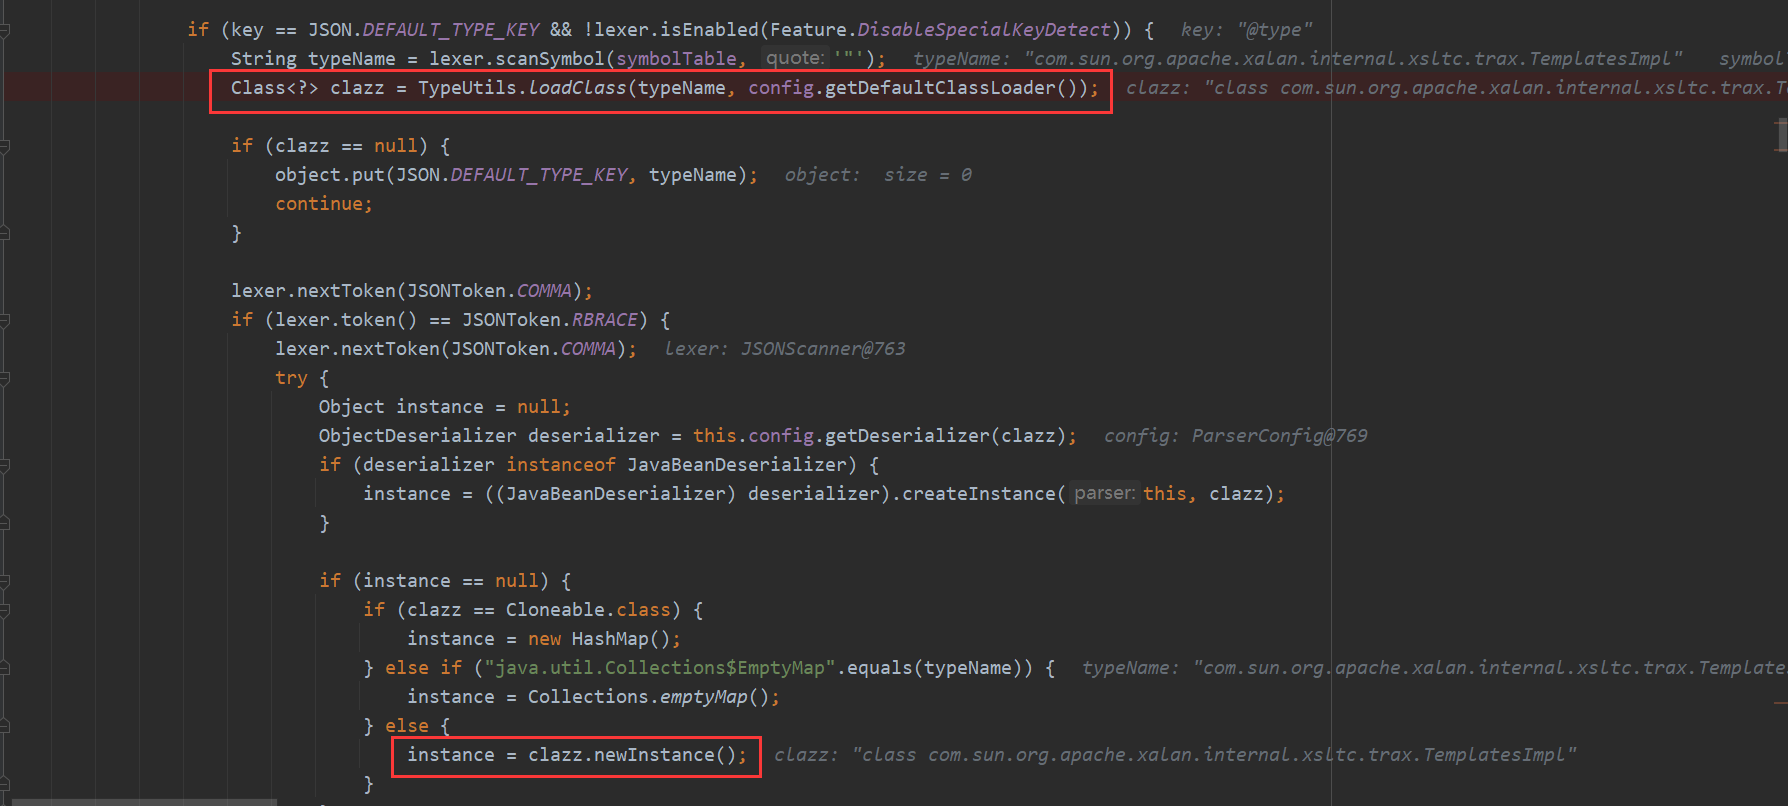 if (key == JSON.DEFAULT_TYPE_KEY && !lexer.isEnabled(Feature.DisableSpecialKeyDetect)) { key: "@type"
String typeName = lexer.scanSymbol(symbolTable, quote: '"'); typeName: "com.sun.org.apache.xalan.internal.xsltc.trax.TemplatesImpl" symbol
Class<?> clazz = TypeUtils.loadClass(typeName, config.getDefaultClassLoader()); clazz: "class com.sun.org.apache.xalan.internal.xsltc.trax.
if (clazz == null) {
object.put(JSON.DEFAULT_TYPE_KEY, typeName); object: size = 0
continue;
}
lexer.nextToken(JSONToken.COMMA);
if (lexer.token() == JSONToken.RBRACE) {
lexer.nextToken(JSONToken.COMMA); lexer: JSONScanner@763
try {
Object instance = null;
ObjectDeserializer deserializer = this.config.getDeserializer(clazz); config: ParserConfig@769
if (deserializer instanceof JavaBeanDeserializer) {
instance = ((JavaBeanDeserializer) deserializer).createInstance( parser: this, clazz);
}
if (instance == null) {
if (clazz == Cloneable.class) {
instance = new HashMap();
} else if ("java.util.Collections$EmptyMap".equals(typeName)) { typeName: "com.sun.org.apache.xalan.internal.xsltc.trax.Templates
instance = Collections.emptyMap();
} else {
instance = clazz.newInstance(); clazz: "class com.sun.org.apache.xalan.internal.xsltc.trax.TemplatesImpl"
}